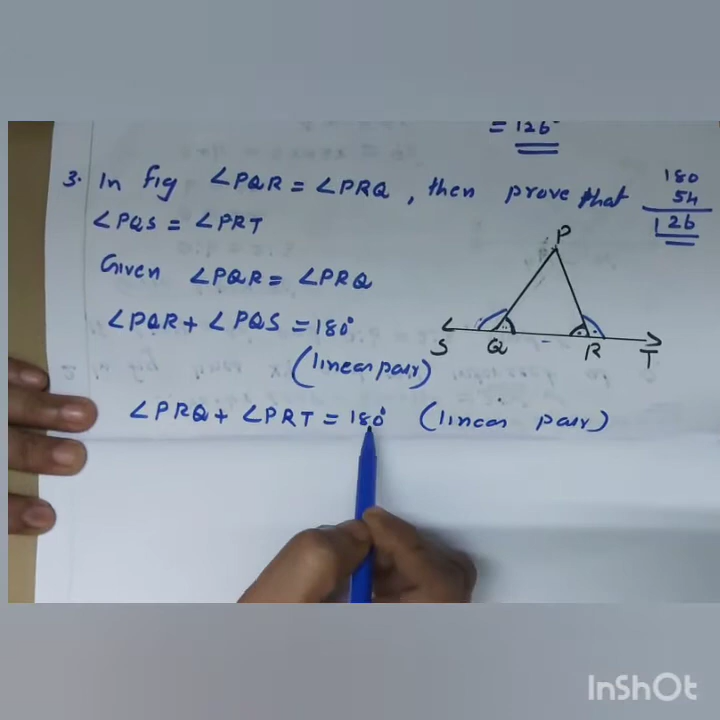 = 126°
3. In fig ∠PQR = ∠PRQ, then prove that
∠PQS = ∠PRT
180
54
126
Given ∠PQR = ∠PRQ
∠PQR + ∠PQS = 180°
(linear pair)
∠PRQ + ∠PRT = 180° (linear pair)
P
S Q R T
InShOt